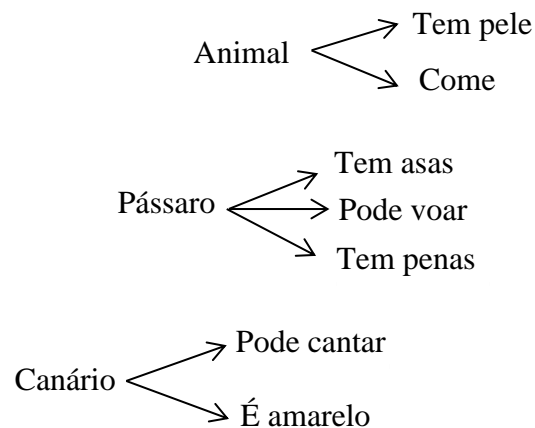 Animal
Tem pele
Come
Pássaro
Tem asas
Pode voar
Tem penas
Canário
Pode cantar
É amarelo